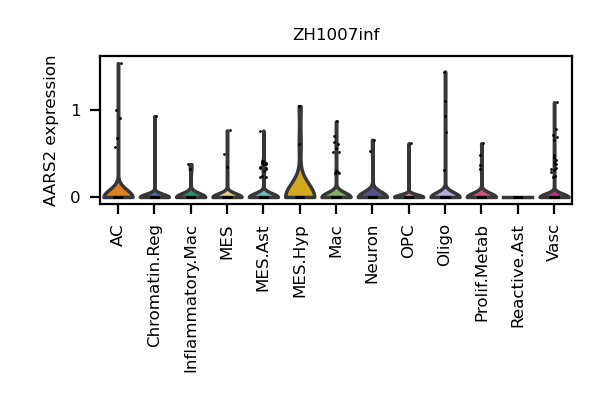 ZH1007inf
AARS2 expression
1
0
AC
Chromatin.Reg
Inflammatory.Mac
MES
MES.Ast
MES.Hyp
Mac
Neuron
OPC
Oligo
Prolif.Metab
Reactive.Ast
Vasc